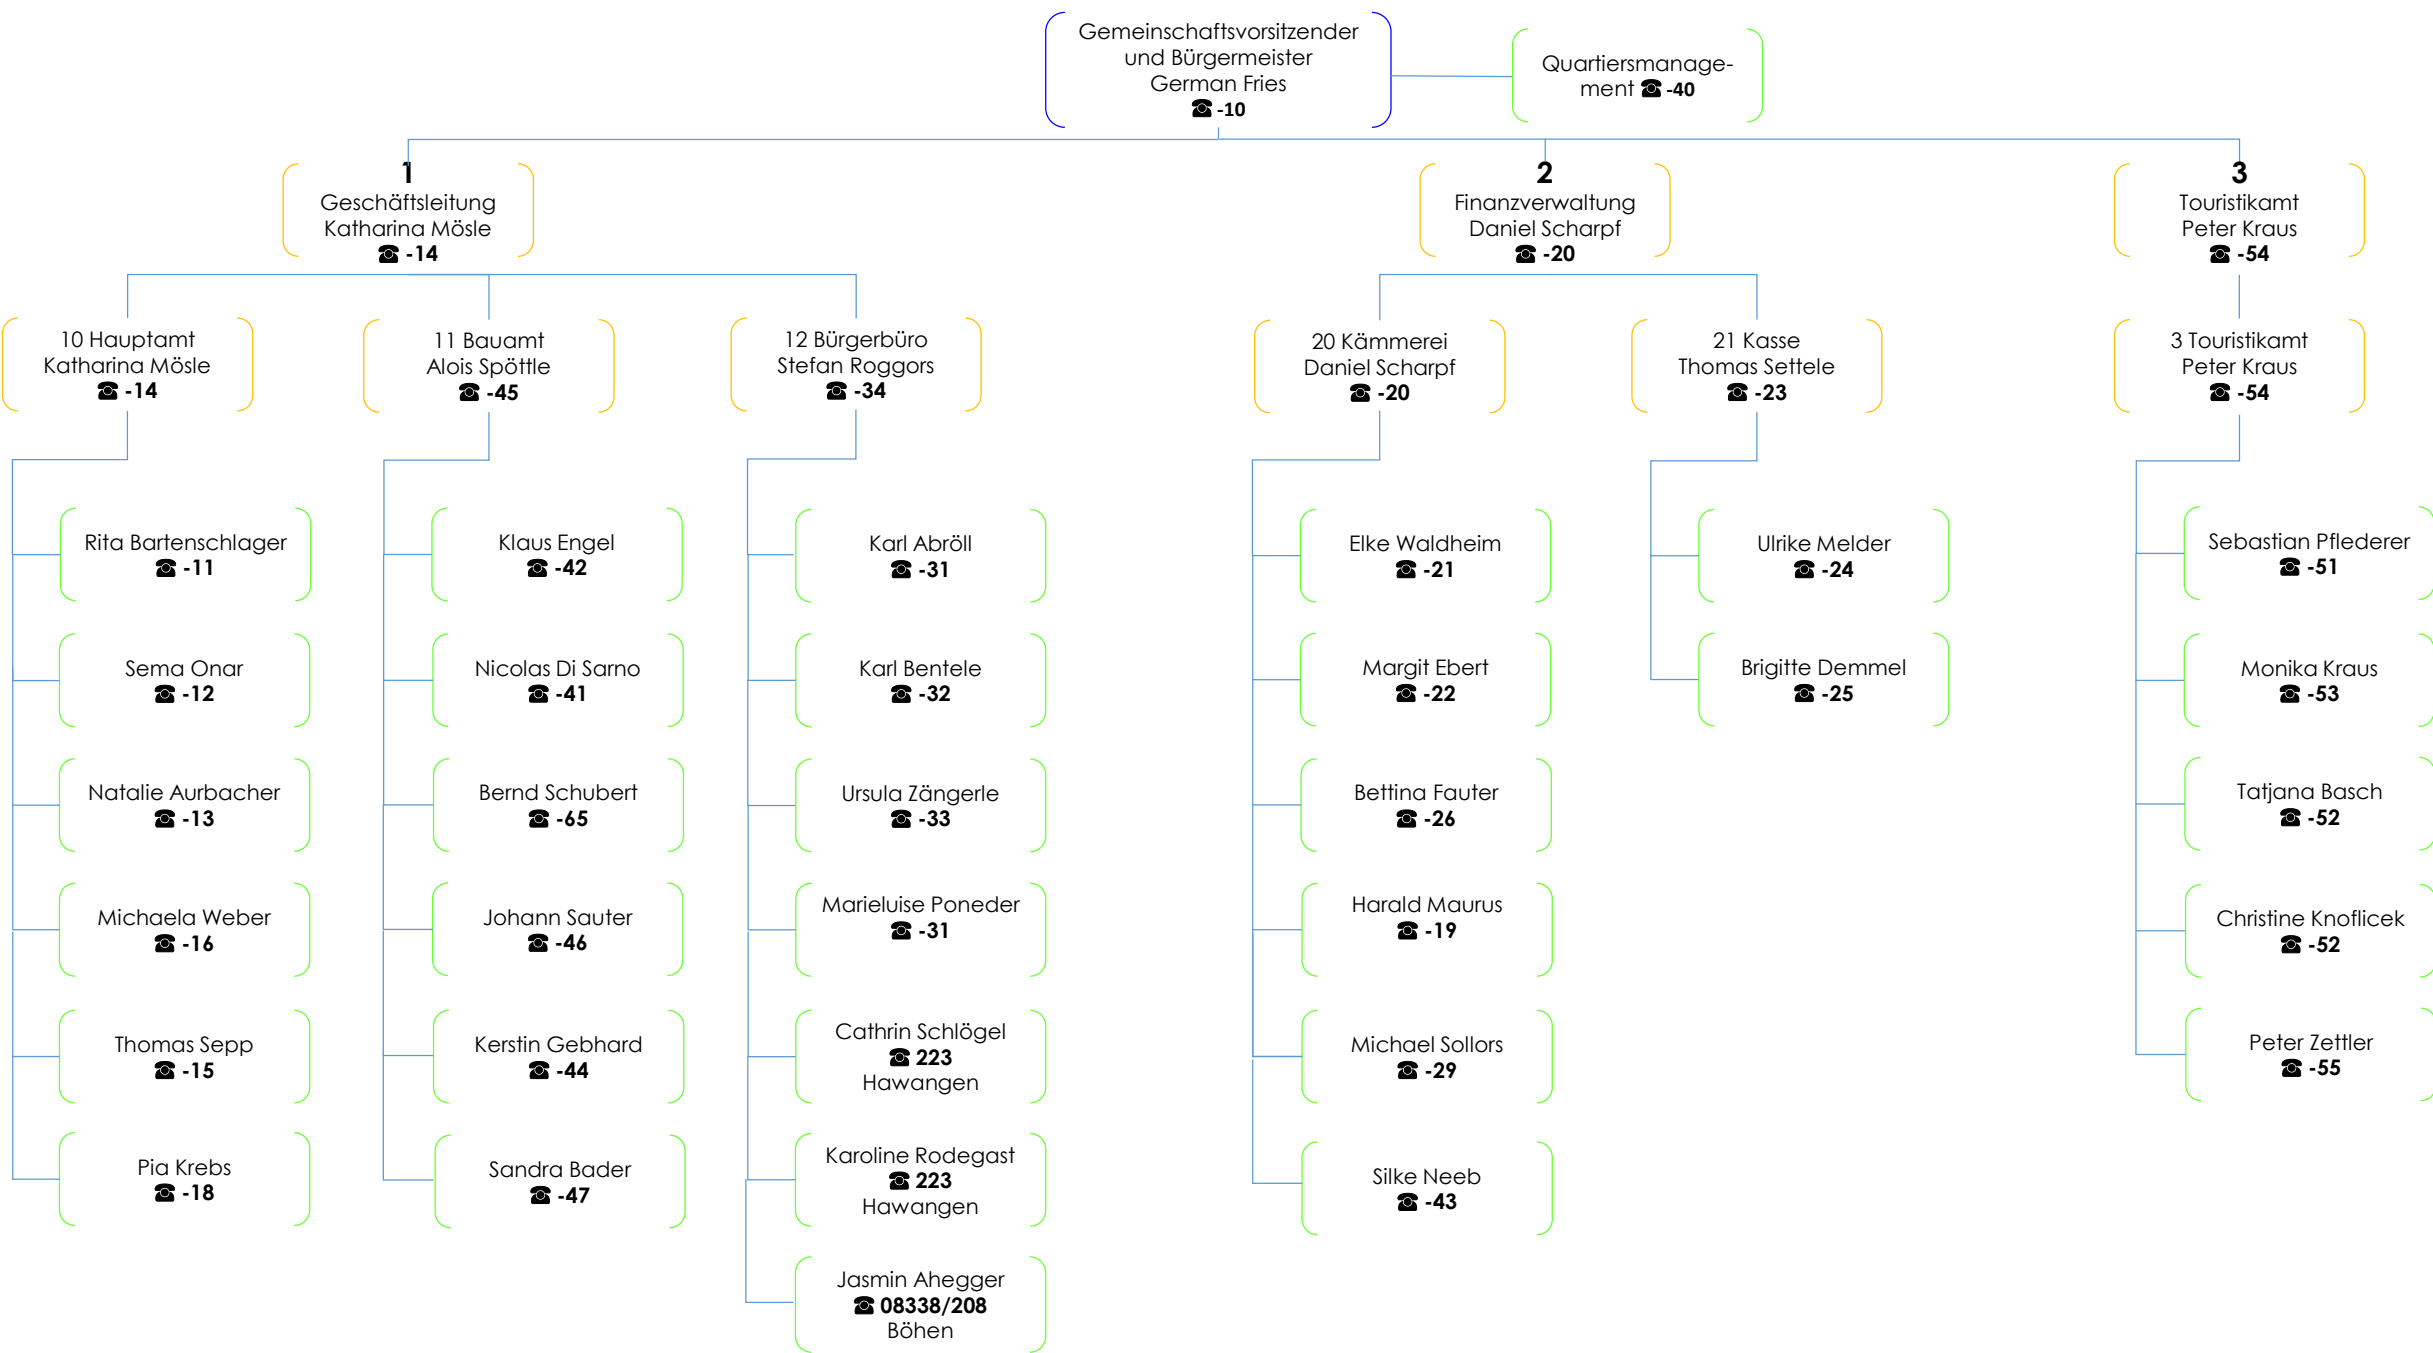 Gemeinschaftsvorsitzender
und Bürgermeister
German Fries
☎ -10
Quartiersmanage-
ment ☎ -40
1
Geschäftsleitung
Katharina Mösle
☎ -14
2
Finanzverwaltung
Daniel Scharpf
☎ -20
3
Touristikamt
Peter Kraus
☎ -54
10 Hauptamt
Katharina Mösle
☎ -14
11 Bauamt
Alois Spöttle
☎ -45
12 Bürgerbüro
Stefan Roggors
☎ -34
20 Kämmerei
Daniel Scharpf
☎ -20
21 Kasse
Thomas Settele
☎ -23
3 Touristikamt
Peter Kraus
☎ -54
Rita Bartenschlager
☎ -11
Sema Onar
☎ -12
Natalie Aurbacher
☎ -13
Michaela Weber
☎ -16
Thomas Sepp
☎ -15
Pia Krebs
☎ -18
Klaus Engel
☎ -42
Nicolas Di Sarno
☎ -41
Bernd Schubert
☎ -65
Johann Sauter
☎ -46
Kerstin Gebhard
☎ -44
Sandra Bader
☎ -47
Karl Abröll
☎ -31
Karl Bentele
☎ -32
Ursula Zängerle
☎ -33
Marieluise Poneder
☎ -31
Cathrin Schlögel
☎ 223
Hawangen
Karoline Rodegast
☎ 223
Hawangen
Jasmin Ahegger
☎ 08338/208
Böhen
Elke Waldheim
☎ -21
Margit Ebert
☎ -22
Bettina Fauter
☎ -26
Harald Maurus
☎ -19
Michael Sollors
☎ -29
Silke Neeb
☎ -43
Ulrike Melder
☎ -24
Brigitte Demmel
☎ -25
Sebastian Pflederer
☎ -51
Monika Kraus
☎ -53
Tatjana Basch
☎ -52
Christine Knoflicek
☎ -52
Peter Zettler
☎ -55